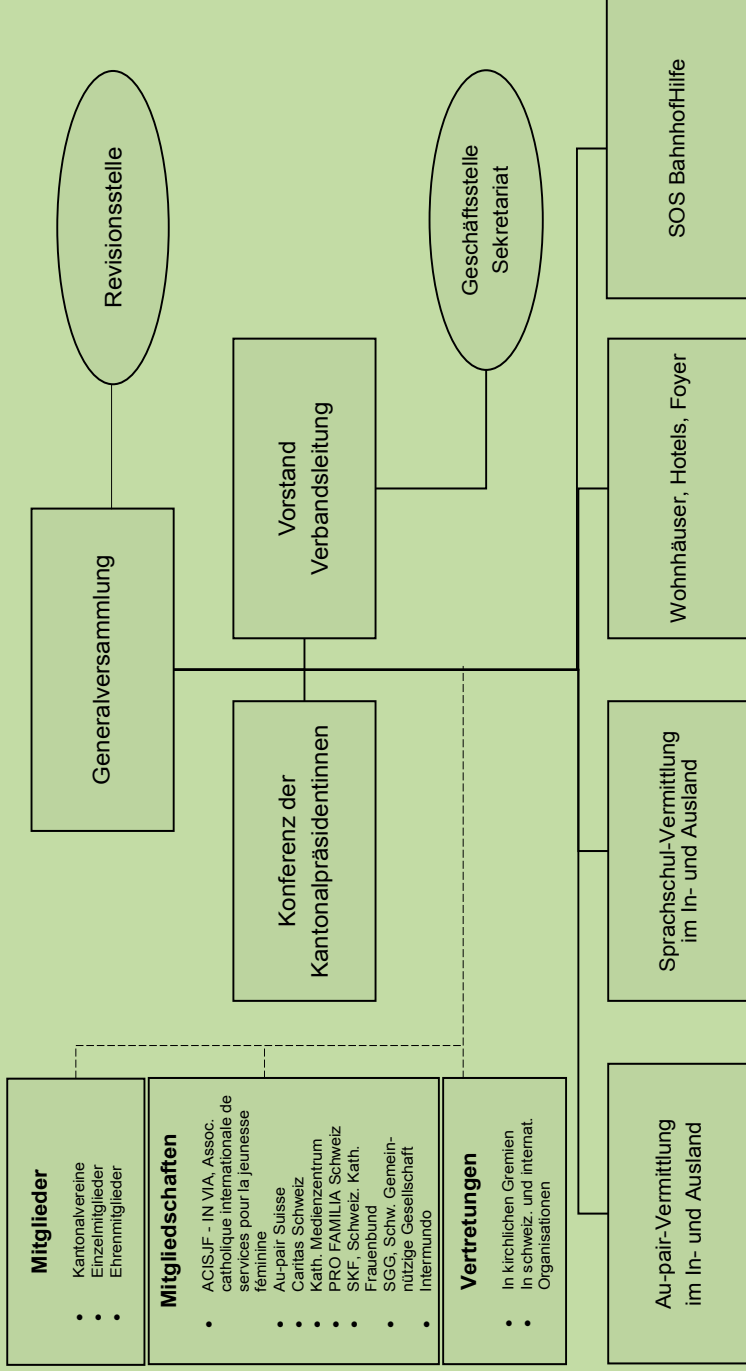 Mitglieder
• Kantonalvereine
• Einzelmitglieder
• Ehrenmitglieder
Mitgliedschaften
• ACISJF - IN VIA, Assoc.
catholique internationale de
services pour la jeunesse
féminine
• Au-pair Suisse
• Caritas Schweiz
• Kath. Medienzentrum
• PRO FAMILIA Schweiz
• SKF, Schweiz. Kath.
Frauenbund
• SGG, Schw. Gemein-
nützige Gesellschaft
• Intermundo
Vertretungen
• In kirchlichen Gremien
• In schweiz. und internat.
Organisationen
Generalversammlung
Revisionsstelle
Konferenz der
Kantonalpräsidentinnen
Vorstand
Verbandsleitung
Geschäftsstelle
Sekretariat
Au-pair-Vermittlung
im In- und Ausland
Sprachschul-Vermittlung
im In- und Ausland
Wohnhäuser, Hotels, Foyer
SOS BahnhofHilfe